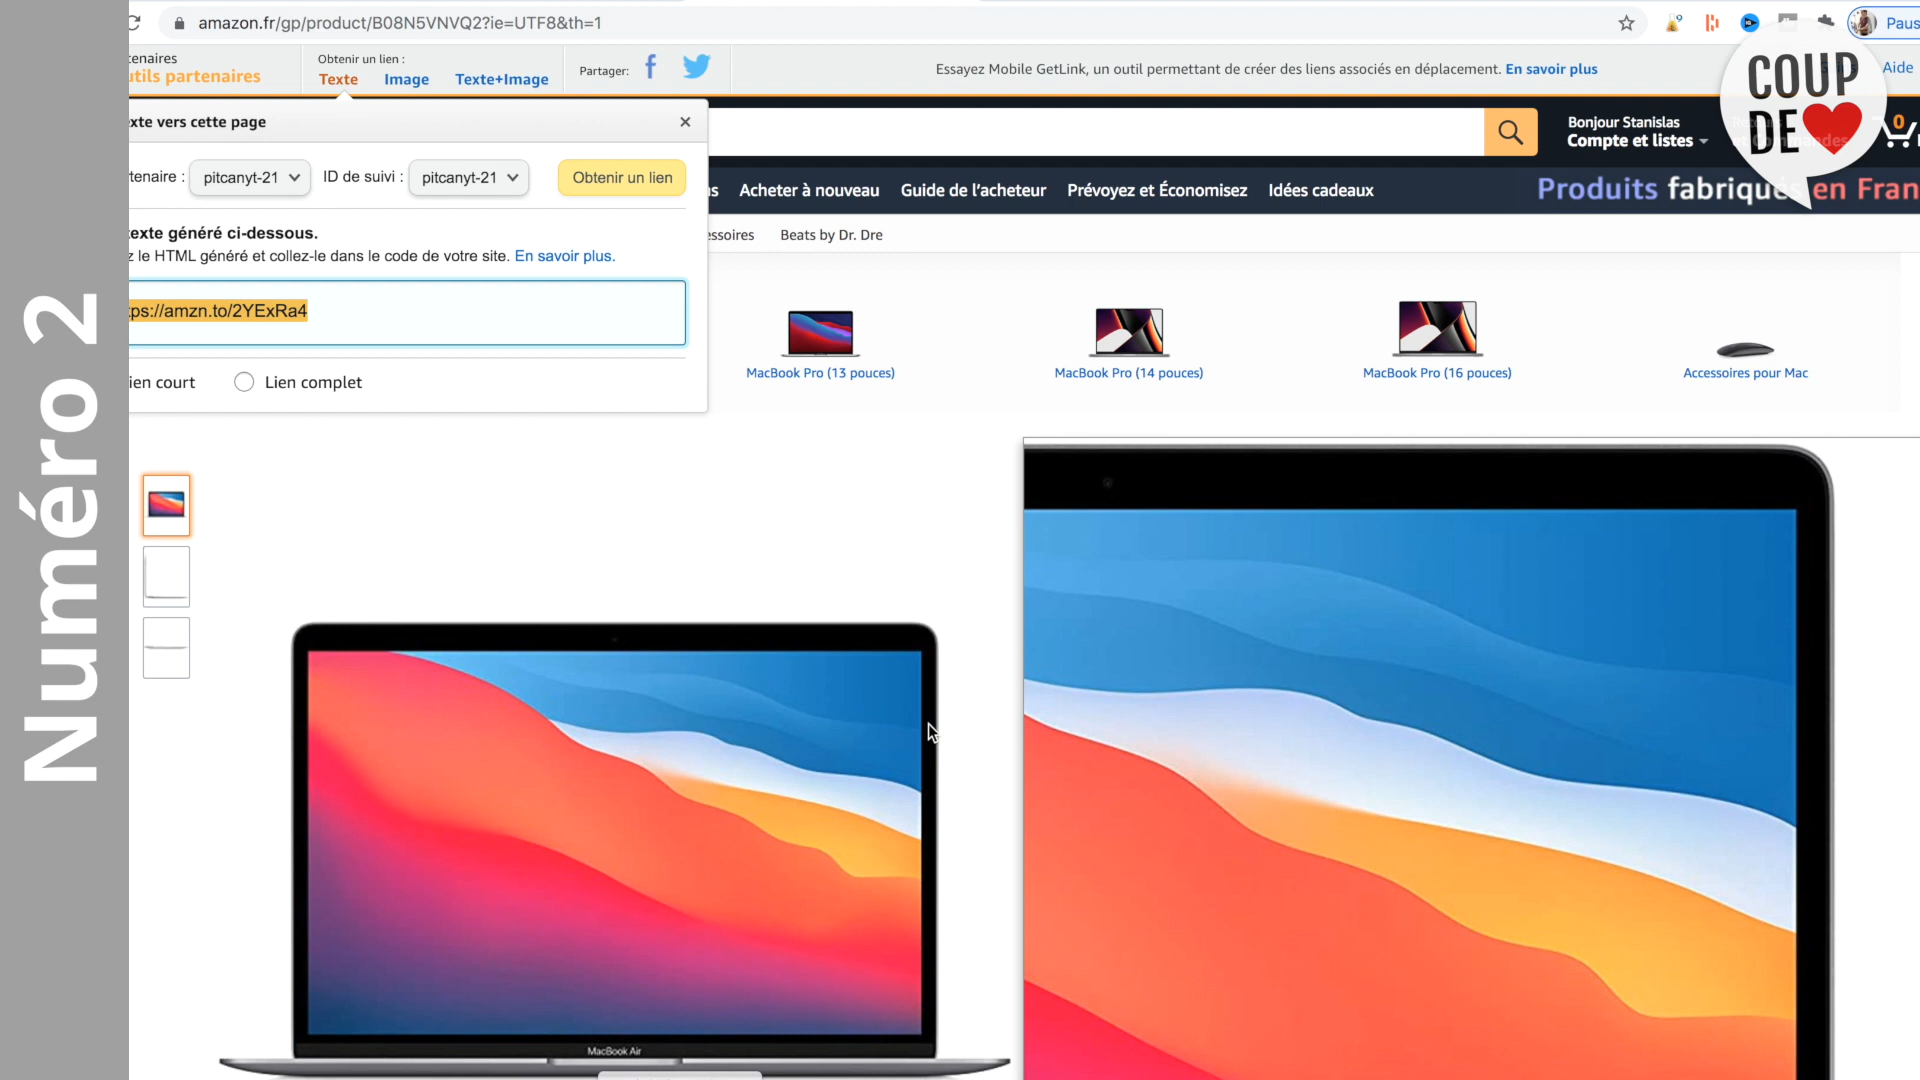 Numéro 2
amazon.fr/gp/product/B08N5VNVQ2?ie=UTF8&th=1
Paus
tenaires
utils partenaires
Obtenir un lien :
Texte Image Texte+Image
Partager:
Essayez Mobile GetLink, un outil permettant de créer des liens associés en déplacement. En savoir plus
Aide
COUP
DE
xte vers cette page
tenaire : pitcanyt-21 ID de suivi : pitcanyt-21 Obtenir un lien
exte généré ci-dessous.
z le HTML généré et collez-le dans le code de votre site. En savoir plus.
tps://amzn.to/2YExRa4
ien court Lien complet
Bonjour Stanislas
Compte et listes
0
ns Acheter à nouveau Guide de l'acheteur Prévoyez et Économisez Idées cadeaux
Produits fabriqués en Fran
essoires Beats by Dr. Dre
MacBook Pro (13 pouces) MacBook Pro (14 pouces) MacBook Pro (16 pouces) Accessoires pour Mac
MacBook Air